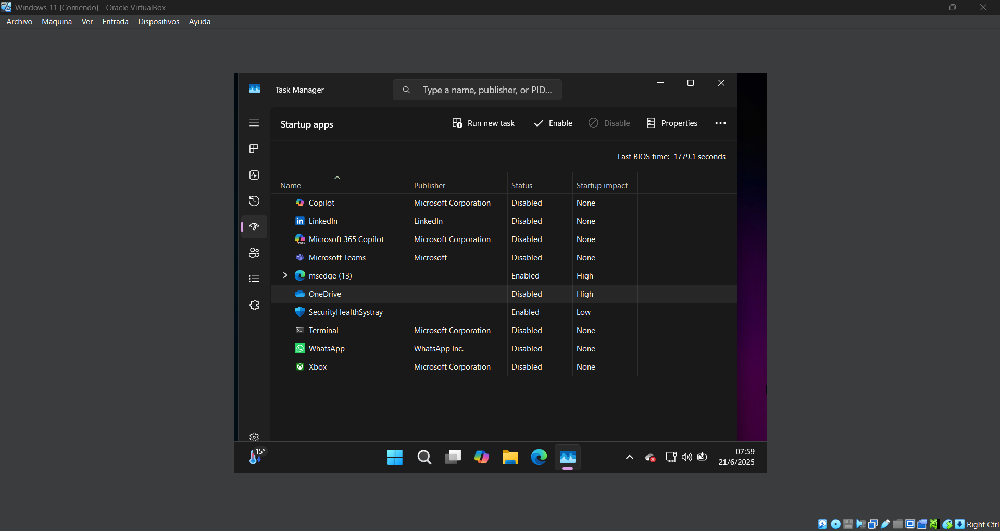 Windows 11 [Corriendo] - Oracle VirtualBox
Archivo Máquina Ver Entrada Dispositivos Ayuda
Task Manager
Type a name, publisher, or PID...
Startup apps
Run new task
Enable
Disable
Properties
Last BIOS time: 1779.1 seconds
Name Publisher Status Startup impact
Copilot Microsoft Corporation Disabled None
LinkedIn LinkedIn Disabled None
Microsoft 365 Copilot Microsoft Corporation Disabled None
Microsoft Teams Microsoft Disabled None
msedge (13) Enabled High
OneDrive Disabled High
SecurityHealthSystray Enabled Low
Terminal Microsoft Corporation Disabled None
WhatsApp WhatsApp Inc. Disabled None
Xbox Microsoft Corporation Disabled None
15°
07:59
21/6/2025
Right Ctrl